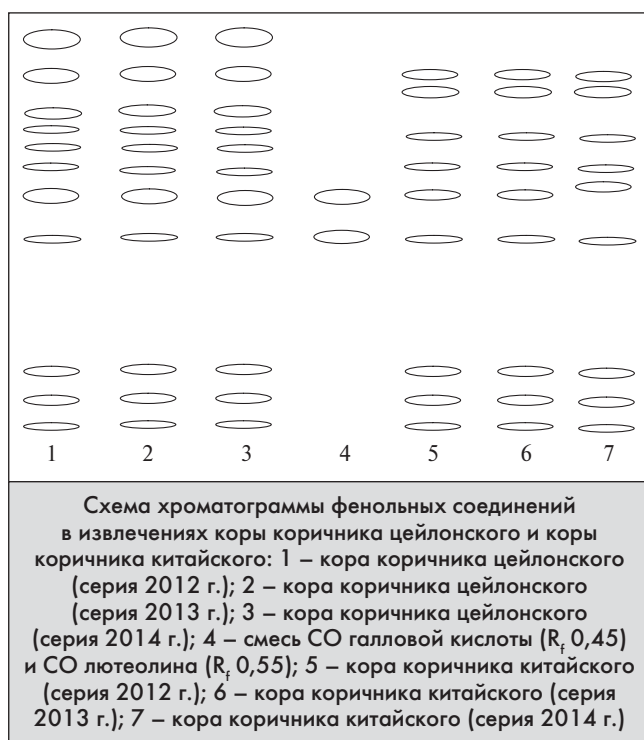 1 2 3 4 5 6 7
Схема хроматограммы фенольных соединений
в извлечениях коры коричника цейлонского и коры
коричника китайского: 1 – кора коричника цейлонского
(серия 2012 г.); 2 – кора коричника цейлонского
(серия 2013 г.); 3 – кора коричника цейлонского
(серия 2014 г.); 4 – смесь СО галловой кислоты (Rf 0,45)
и СО лютеолина (Rf 0,55); 5 – кора коричника китайского
(серия 2012 г.); 6 – кора коричника китайского (серия
2013 г.); 7 – кора коричника китайского (серия 2014 г.)